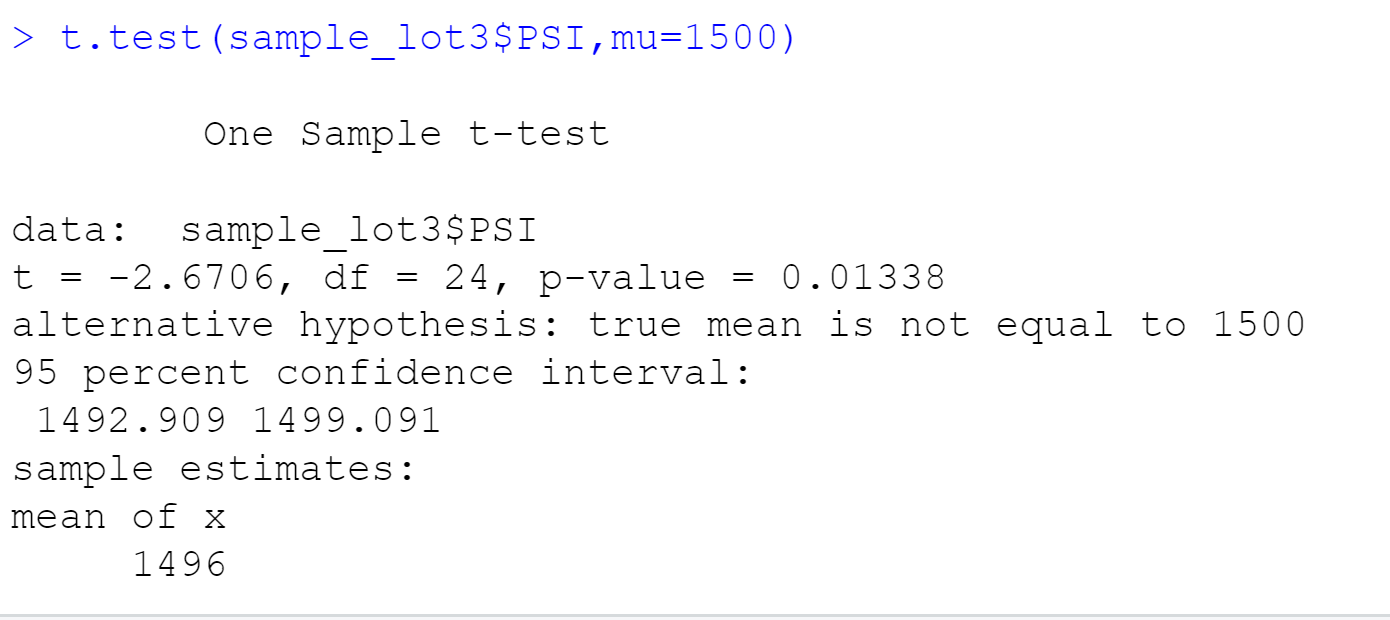 > t.test(sample_lot3$PSI,mu=1500)
One Sample t-test
data:  sample_lot3$PSI
t = -2.6706, df = 24, p-value = 0.01338
alternative hypothesis: true mean is not equal to 1500
95 percent confidence interval:
1492.909 1499.091
sample estimates:
mean of x
1496